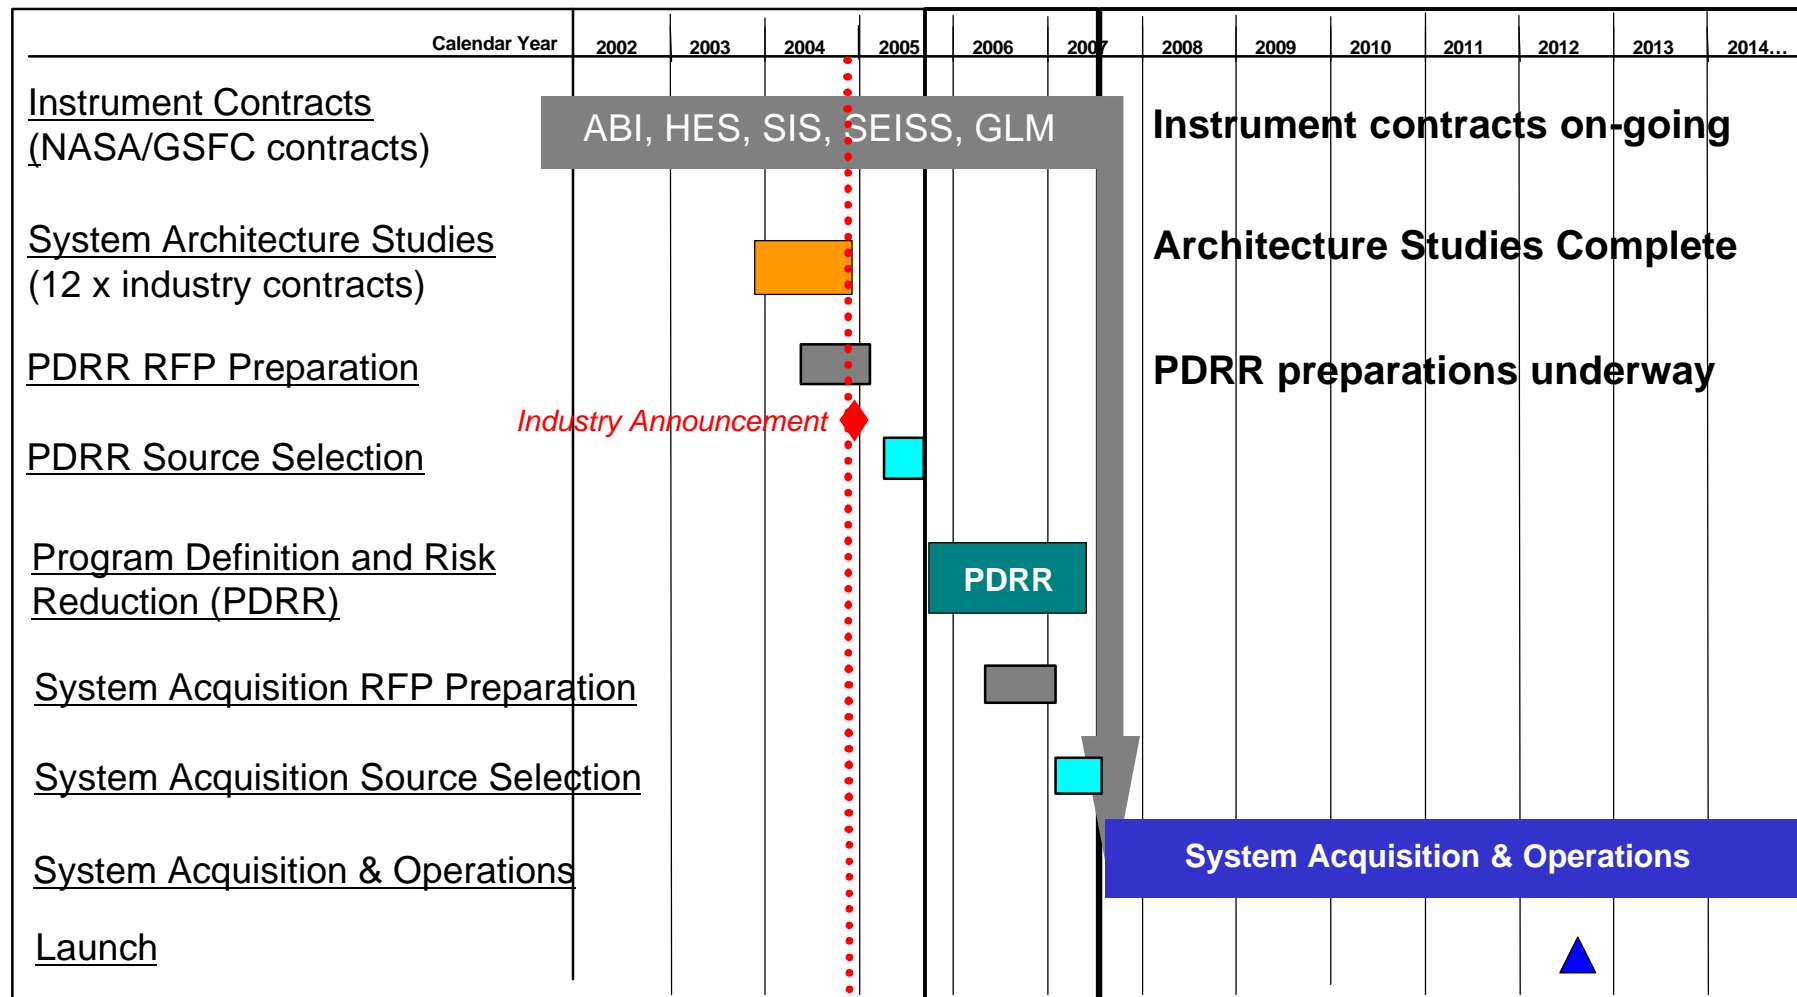 Calendar Year 2002 2003 2004 2005 2006 2007 2008 2009 2010 2011 2012 2013 2014...
Instrument Contracts
(NASA/GSFC contracts)
ABI, HES, SIS, SEISS, GLM
Instrument contracts on-going
System Architecture Studies
(12 x industry contracts)
Architecture Studies Complete
PDRR RFP Preparation
PDRR preparations underway
Industry Announcement
PDRR Source Selection
Program Definition and Risk
Reduction (PDRR)
PDRR
System Acquisition RFP Preparation
System Acquisition Source Selection
System Acquisition & Operations
System Acquisition & Operations
Launch